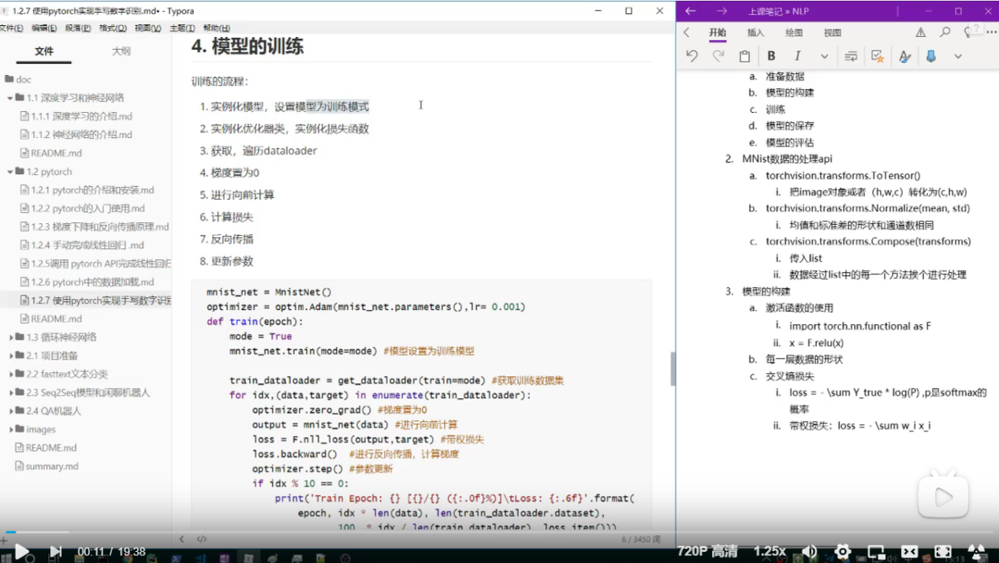 1.2.7 使用pytorch实现手写数字识别.md• - Typora
文件(F) 编辑(E) 段落(P) 格式(O) 视图(V) 主题(T) 帮助(H)
文件 大纲
doc
1.1 深度学习和神经网络
1.1.1 深度学习的介绍.md
1.1.2 神经网络的介绍.md
README.md
1.2 pytorch
1.2.1 pytorch的介绍和安装.md
1.2.2 pytorch的入门使用.md
1.2.3 梯度下降和反向传播原理.md
1.2.4 手动完成线性回归 .md
1.2.5调用 pytorch API完成线性回归
1.2.6 pytorch中的数据加载.md
1.2.7 使用pytorch实现手写数字识别
README.md
1.3 循环神经网络
2.1 项目准备
2.2 fasttext文本分类
2.3 Seq2Seq模型和闲聊机器人
2.4 QA机器人
images
README.md
summary.md
4. 模型的训练
训练的流程：
1. 实例化模型，设置模型为训练模式
2. 实例化优化器类，实例化损失函数
3. 获取，遍历dataloader
4. 梯度置为0
5. 进行向前计算
6. 计算损失
7. 反向传播
8. 更新参数
mnist_net = MnistNet()
optimizer = optim.Adam(mnist_net.parameters(),lr= 0.001)
def train(epoch):
mode = True
mnist_net.train(mode=mode) #模型设置为训练模型
train_dataloader = get_dataloader(train=mode) #获取训练数据集
for idx,(data,target) in enumerate(train_dataloader):
optimizer.zero_grad() #梯度置为0
output = mnist_net(data) #进行向前计算
loss = F.nll_loss(output,target) #带权损失
loss.backward() #进行反向传播，计算梯度
optimizer.step() #参数更新
if idx % 10 == 0:
print('Train Epoch: {} [{}/{} ({:.0f}%)]\tLoss: {:.6f}'.format(
epoch, idx * len(data), len(train_dataloader.dataset),
100. * idx / len(train_dataloader), loss.item()))
6 / 3450 词
上课笔记 » NLP
开始 插入 绘图 视图
a. 准备数据
b. 模型的构建
c. 训练
d. 模型的保存
e. 模型的评估
2. MNist数据的处理api
a. torchvision.transforms.ToTensor()
i. 把image对象或者（h,w,c）转化为(c,h,w)
b. torchvision.transforms.Normalize(mean, std)
i. 均值和标准差的形状和通道数相同
c. torchvision.transforms.Compose(transforms)
i. 传入list
ii. 数据经过list中的每一个方法挨个进行处理
3. 模型的构建
a. 激活函数的使用
i. import torch.nn.functional as F
ii. x = F.relu(x)
b. 每一层数据的形状
c. 交叉熵损失
i. loss = - \sum Y_true * log(P) ,p是softmax的
概率
ii. 带权损失：loss = - \sum w_i x_i
00:11 / 19:38
720P 高清 1.25x
15:13